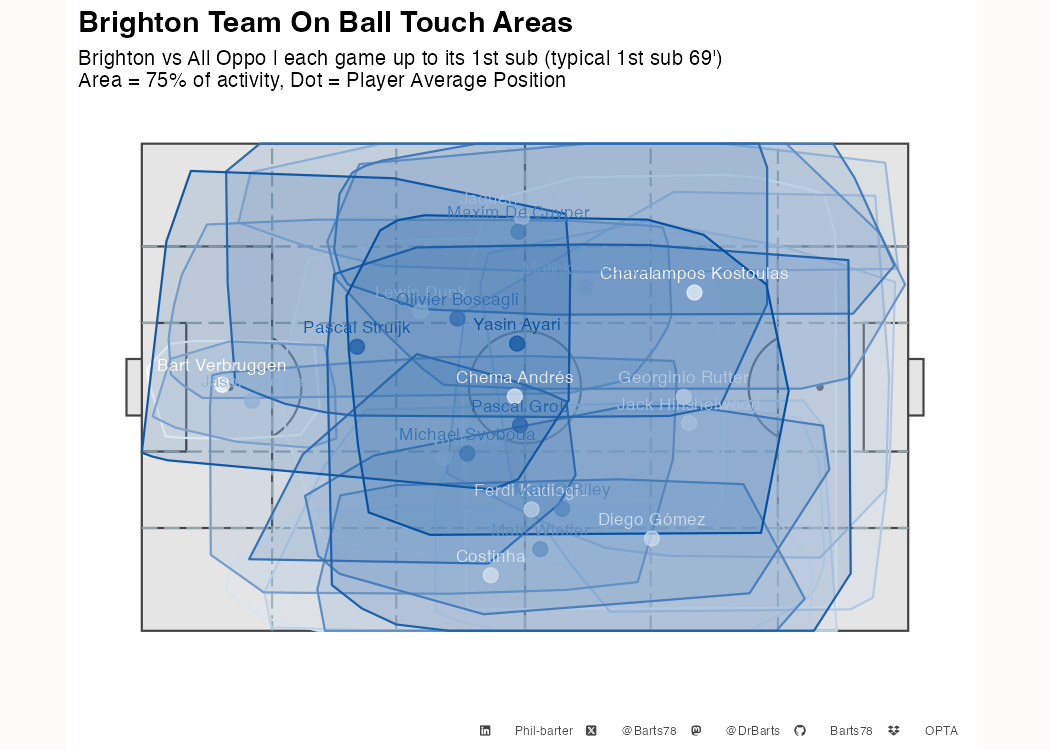 Brighton Team On Ball Touch Areas
Brighton vs All Oppo | each game up to its 1st sub (typical 1st sub 69')
Area = 75% of activity, Dot = Player Average Position
Maxim De Cuyper
Charalampos Kostoulas
Lewis Dunk
Olivier Boscagli
Pascal Struijk
Yasin Ayari
Bart Verbruggen
Chema Andrés
Georginio Rutter
Jack Hinshelwood
Pascal Groß
Michael Svoboda
Ferdi Kadioglu
Riley
Diego Gómez
Mats Wieffer
Costinha
Phil-barter
@Barts78
@DrBarts
Barts78
OPTA